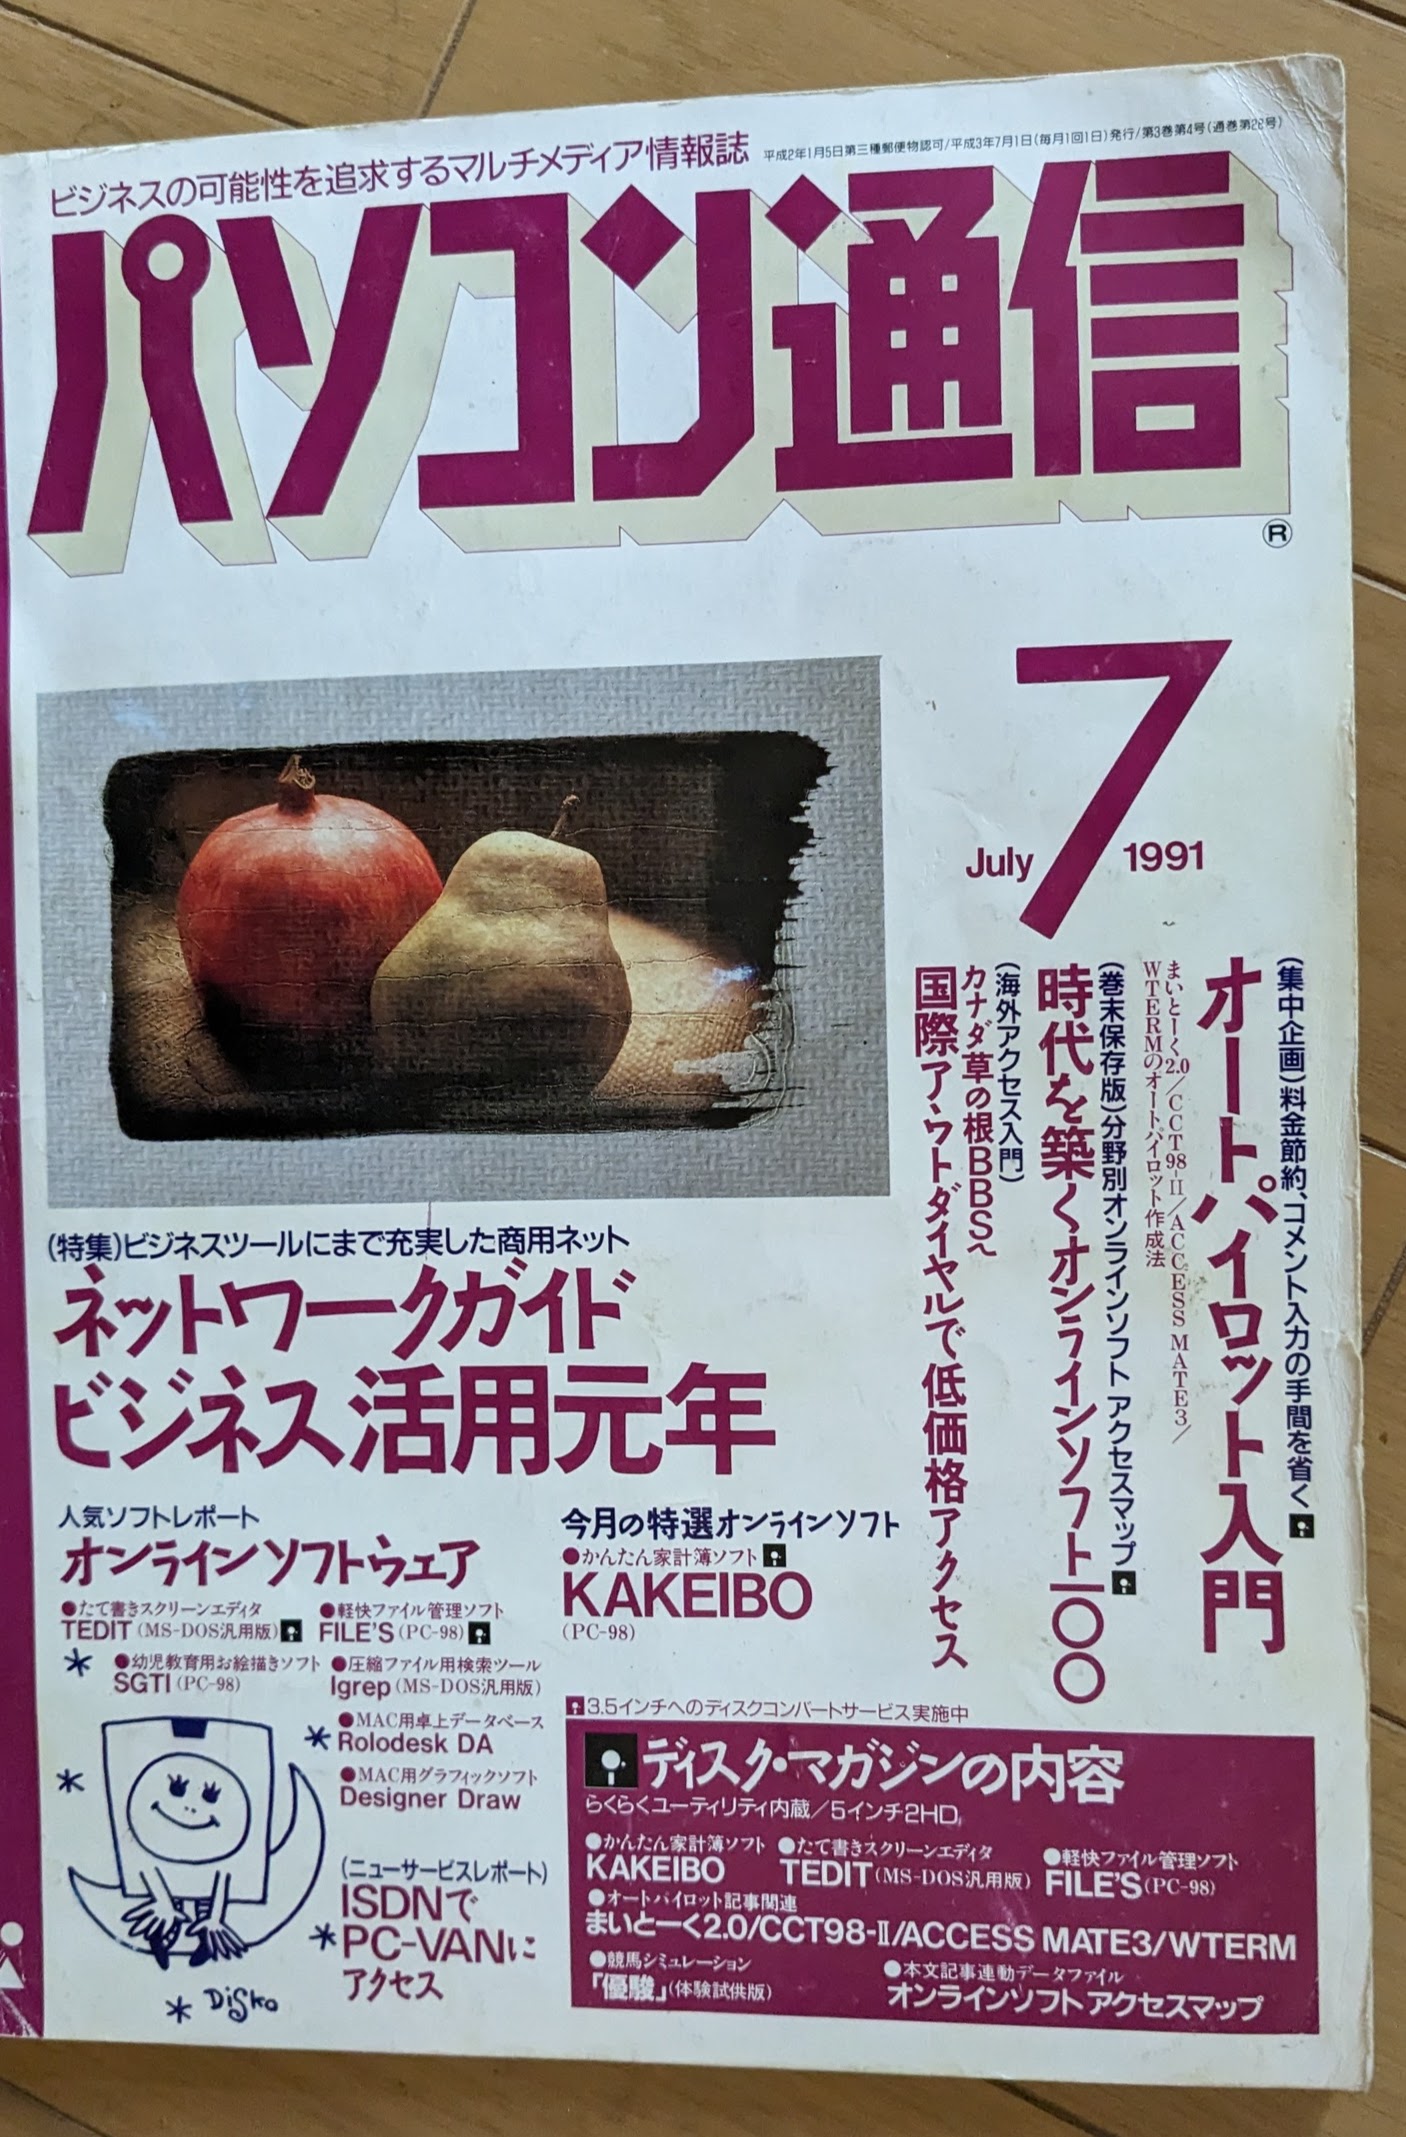 ビジネスの可能性を追求するマルチメディア情報誌
平成2年1月5日第三種郵便物認可/平成3年7月1日(毎月1回1日)発行/第3巻第4号(通巻第26号)
パソコン通信
®
7
July 1991
(集中企画)料金節約、コメント入力の手間を省く
オートパイロット入門
まいとーく2.0/CCT98-II/ACCESS MATE3/
WTERMのオートパイロット作成法
(巻末保存版)分野別オンラインソフト アクセスマップ
時代を築くオンラインソフト一〇〇
(海外アクセス入門)
カナダ草の根BBSへ
国際アウトダイヤルで低価格アクセス
(特集)ビジネスツールにまで充実した商用ネット
ネットワークガイド
ビジネス活用元年
人気ソフトレポート
オンラインソフトウェア
●たて書きスクリーンエディタ
TEDIT(MS-DOS汎用版)
●軽快ファイル管理ソフト
FILE'S(PC-98)
●幼児教育用お絵描きソフト
SGTI(PC-98)
●圧縮ファイル用検索ツール
Igrep(MS-DOS汎用版)
●MAC用卓上データベース
Rolodesk DA
●MAC用グラフィックソフト
Designer Draw
(ニューサービスレポート)
ISDNで
PC-VANに
アクセス
DiSko
今月の特選オンラインソフト
●かんたん家計簿ソフト
KAKEIBO
(PC-98)
3.5インチへのディスクコンバートサービス実施中
ディスク・マガジンの内容
らくらくユーティリティ内蔵/5インチ2HD
●かんたん家計簿ソフト
KAKEIBO
●たて書きスクリーンエディタ
TEDIT(MS-DOS汎用版)
●軽快ファイル管理ソフト
FILE'S(PC-98)
●オートパイロット記事関連
まいとーく2.0/CCT98-II/ACCESS MATE3/WTERM
●競馬シミュレーション
「優駿」(体験試供版)
●本文記事連動データファイル
オンラインソフト アクセスマップ